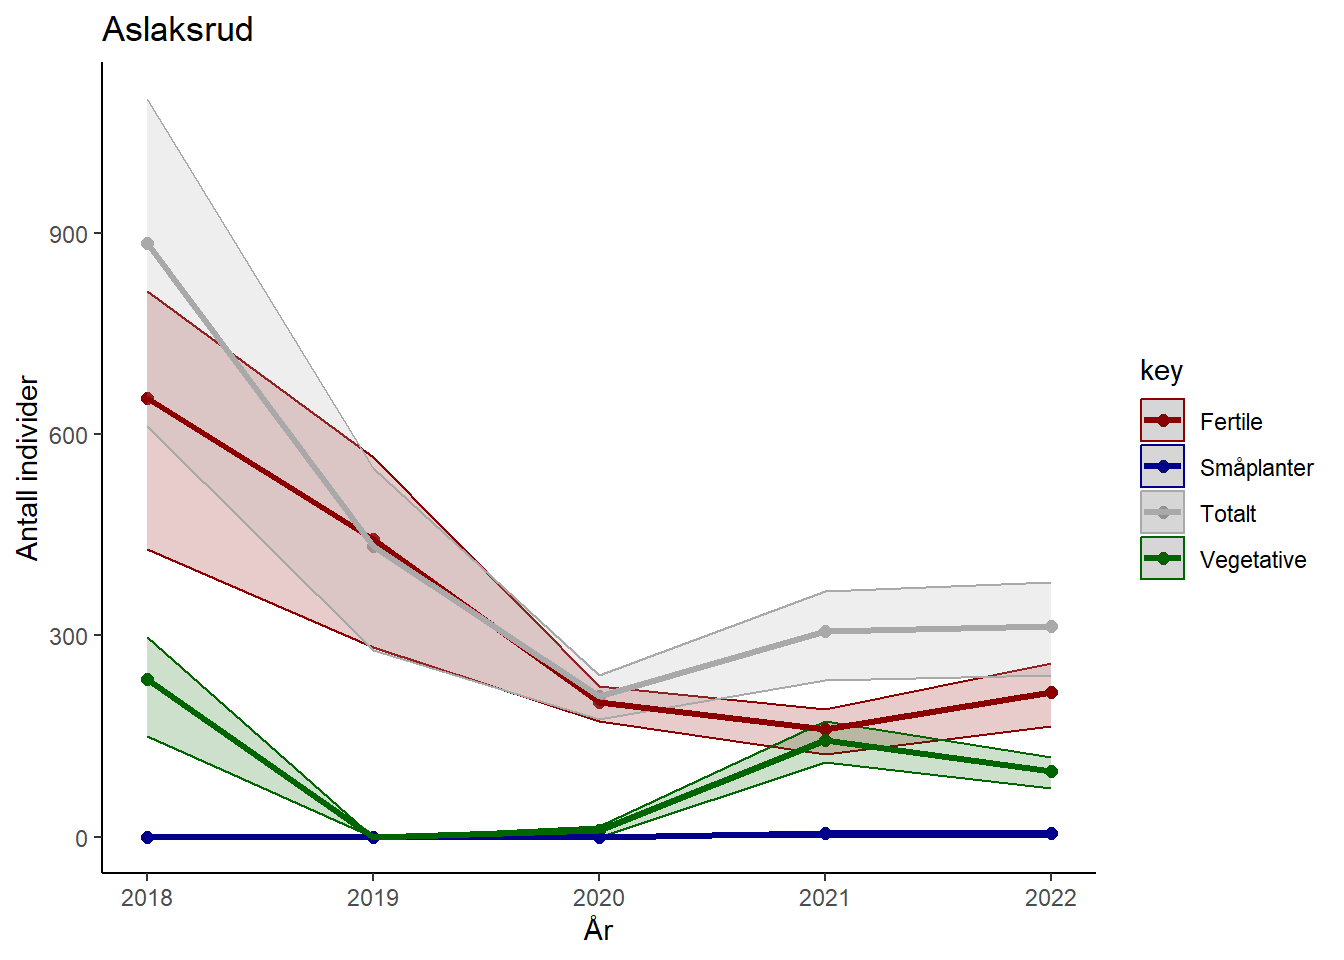 Aslaksrud
Antall individer
900
600
300
0
2018 2019 2020 2021 2022
År
key
Fertile
Småplanter
Totalt
Vegetative